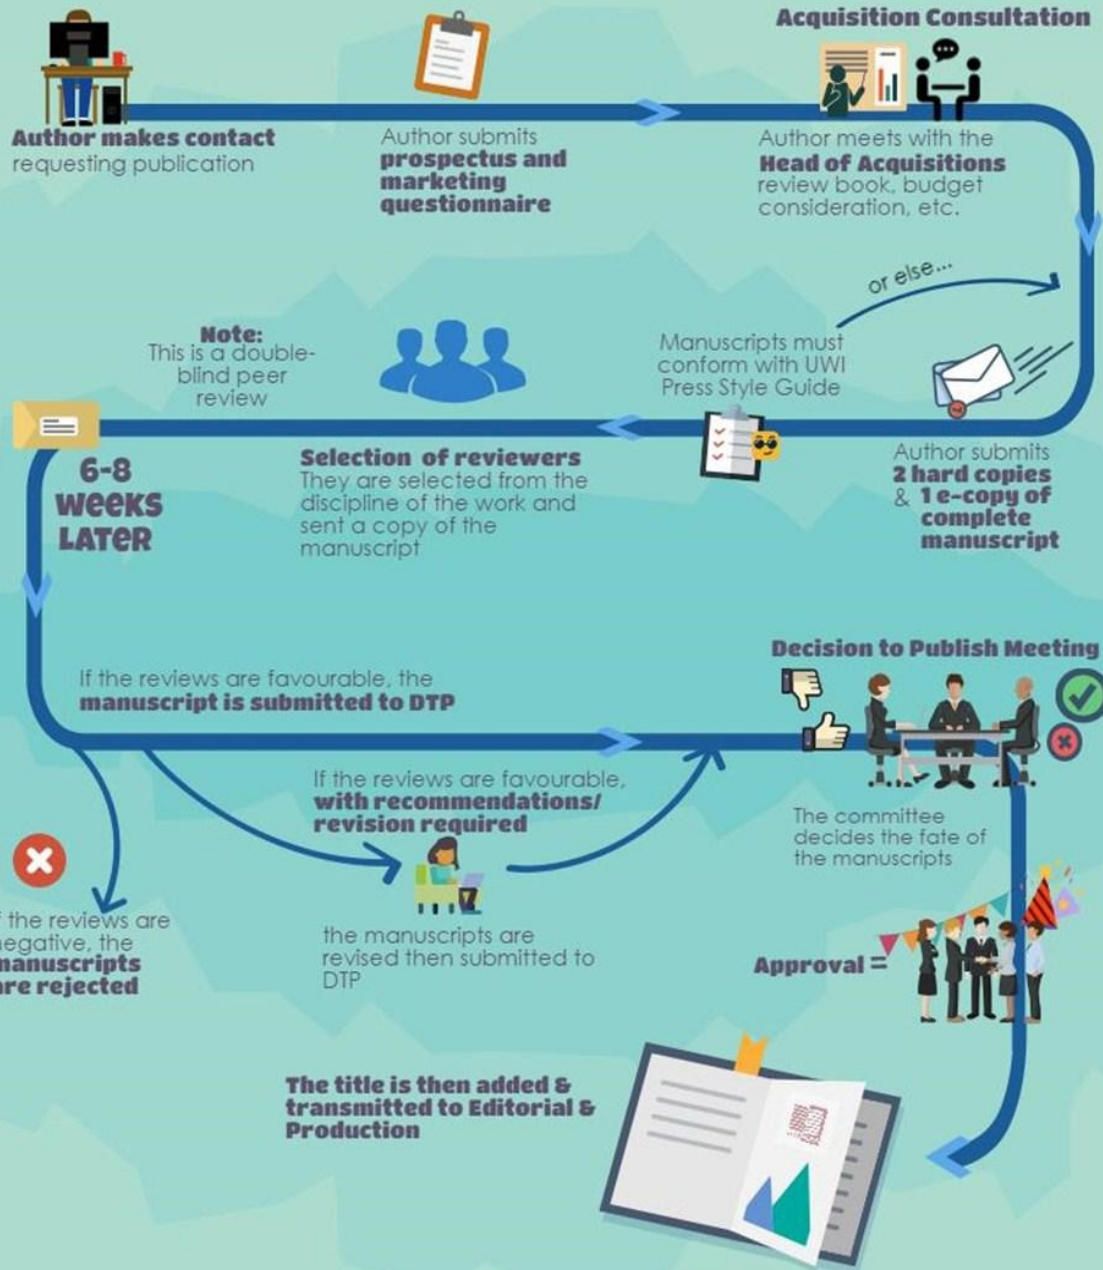 Acquisition Consultation
Author makes contact
requesting publication
Author submits
prospectus and
marketing
questionnaire
Author meets with the
Head of Acquisitions
review book, budget
consideration, etc.
or else...
Note:
This is a double-
blind peer
review
Manuscripts must
conform with UWI
Press Style Guide
Author submits
2 hard copies
& 1 e-copy of
complete
manuscript
Selection of reviewers
They are selected from the
discipline of the work and
sent a copy of the
manuscript
6-8
WEEKS
LATER
If the reviews are favourable, the
manuscript is submitted to DTP
Decision to Publish Meeting
If the reviews are favourable,
with recommendations/
revision required
The committee
decides the fate of
the manuscripts
f the reviews are
negative, the
manuscripts
are rejected
the manuscripts are
revised then submitted to
DTP
Approval =
The title is then added &
transmitted to Editorial &
Production